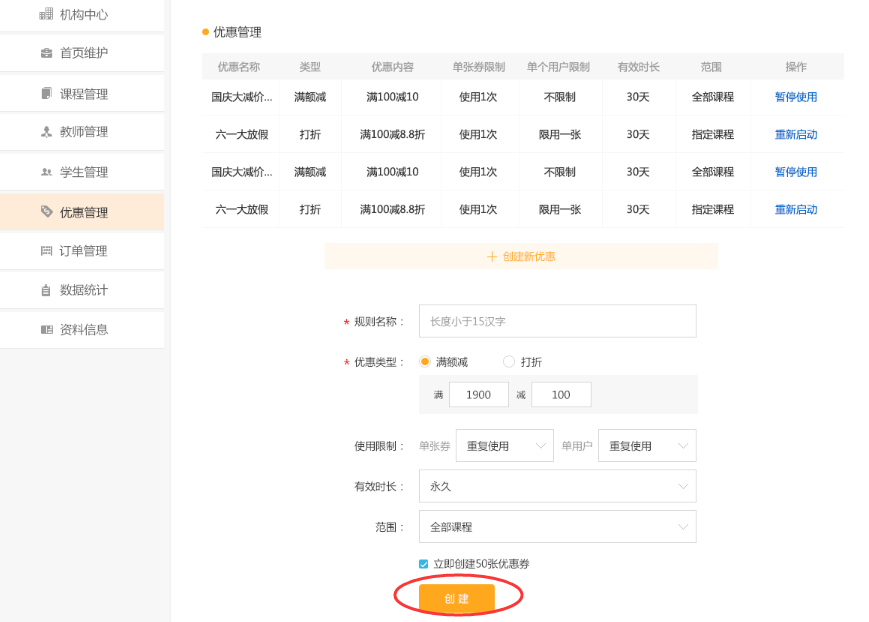 机构中心
首页维护
课程管理
教师管理
学生管理
优惠管理
订单管理
数据统计
资料信息
优惠管理
优惠名称 类型 优惠内容 单张券限制 单个用户限制 有效时长 范围 操作
国庆大减价... 满额减 满100减10 使用1次 不限制 30天 全部课程 暂停使用
六一大放假 打折 满100减8.8折 使用1次 限用一张 30天 指定课程 重新启动
国庆大减价... 满额减 满100减10 使用1次 不限制 30天 全部课程 暂停使用
六一大放假 打折 满100减8.8折 使用1次 限用一张 30天 指定课程 重新启动
+ 创建新优惠
* 规则名称： 长度小于15汉字
* 优惠类型： 满额减 打折
满 1900 减 100
使用限制： 单张券 重复使用 单用户 重复使用
有效时长： 永久
范围： 全部课程
立即创建50张优惠券
创 建